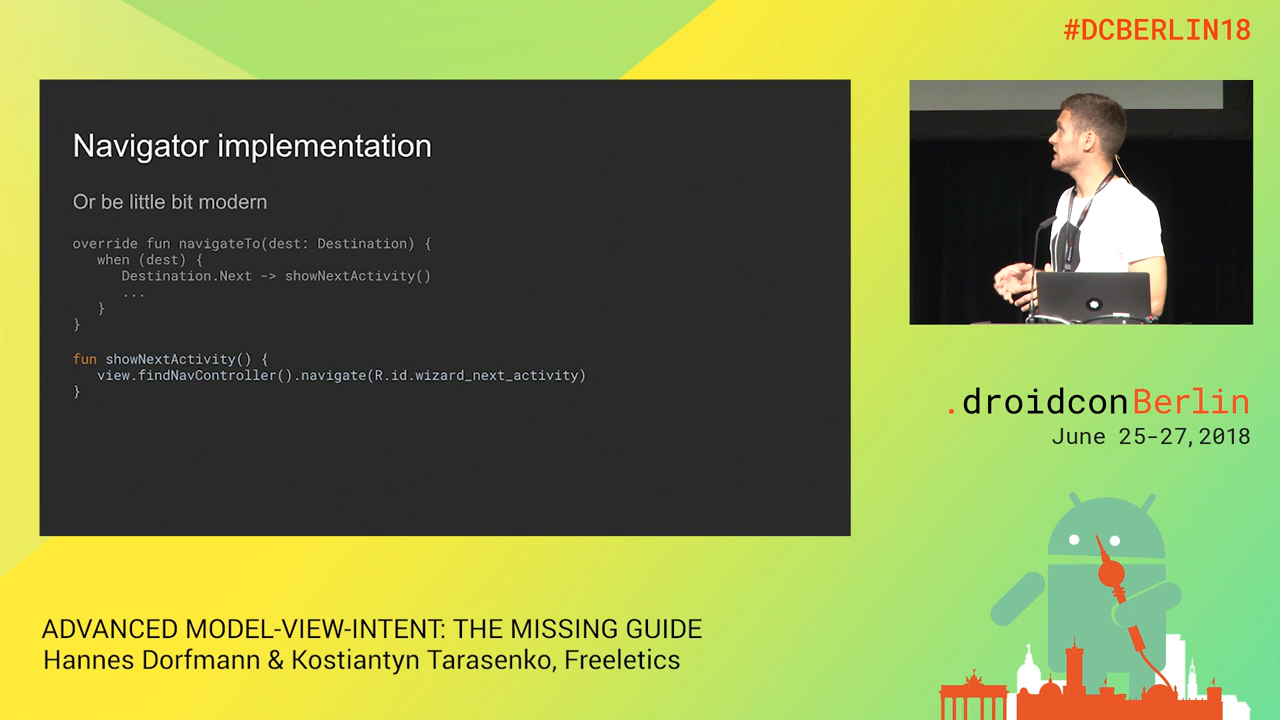 #DCBERLIN18
Navigator implementation
Or be little bit modern
override fun navigateTo(dest: Destination) {
when (dest) {
Destination.Next -> showNextActivity()
...
}
}
fun showNextActivity() {
view.findNavController().navigate(R.id.wizard_next_activity)
}
.droidconBerlin
June 25-27,2018
ADVANCED MODEL-VIEW-INTENT: THE MISSING GUIDE
Hannes Dorfmann & Kostiantyn Tarasenko, Freeletics